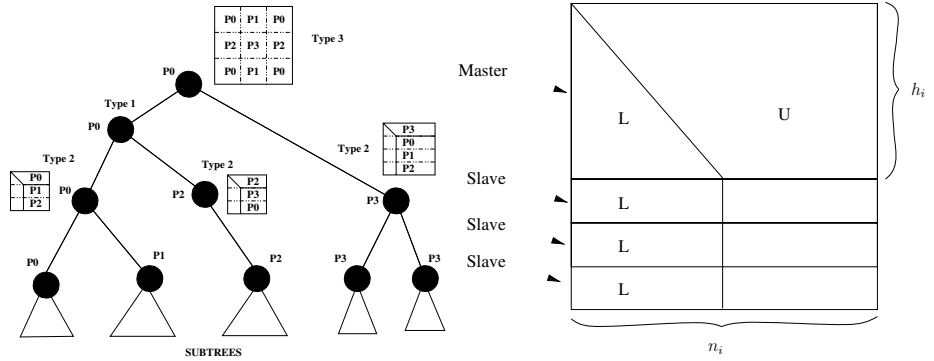 P0 P1 P0
P2 P3 P2
P0 P1 P0
Type 3
P0
Type 1
P0
Type 2
P0
P1
P2
P0
Type 2
P2
P2
P3
P0
Type 2
P3
P0
P1
P2
P3
P0
P1
P2
P3
P3
SUBTREES
Master
Slave
Slave
Slave
L
U
L
L
L
h_i
n_i